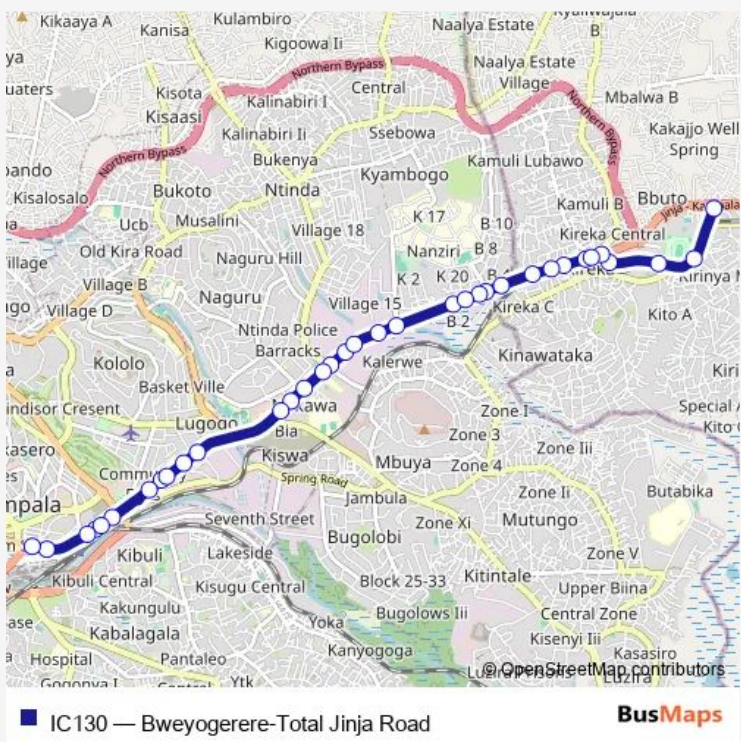 Kikaaya A
Kulambiro
Kanisa
Kigoowa Ii
Naalya Estate
B
ya
Northern Bypass
Central
Naalya Estate
Village
Kisota
Kisaasi
Kalinabiri I
Kalinabiri Ii
Ssebowa
Northern Bypass
Mbalwa B
Kakajjo Well
Spring
Northern Bypass
Bukenya
Kyambogo
Kamuli Lubawo
Kisalosalo
Bukoto
Ntinda
Kamuli B
Bbuto
Ucb
Musalini
Village 18
K 17
B 10
Kireka Central
Old Kira Road
Naguru Hill
Nanziri
B 8
Village B
K 2
K 20
Village D
Naguru
Village 15
Kireka C
Kito A
B 2
Ntinda Police
Barracks
Kololo
Kalerwe
Kinawataka
Basket Ville
Zone I
Lugogo
Bia
Zone 3
Kiswa
Mbuya
Zone 4
Zone Iii
Spring Road
Jambula
Zone Ii
Butabika
Seventh Street
Bugolobi
Zone Xi
Mutungo
Kibuli
Lakeside
Zone V
Kibuli Central
Kisugu Central
Block 25-33
Kitintale
Upper Biina
Kakungulu
Yoka
Bugolows Iii
Central Zone
Kabalagala
Kanyogoga
Kisenyi Iii
Hospital
Pantaleo
Kasasiro
Luzira
Ytk
© OpenStreetMap contributors
IC130 — Bweyogerere-Total Jinja Road
BusMaps